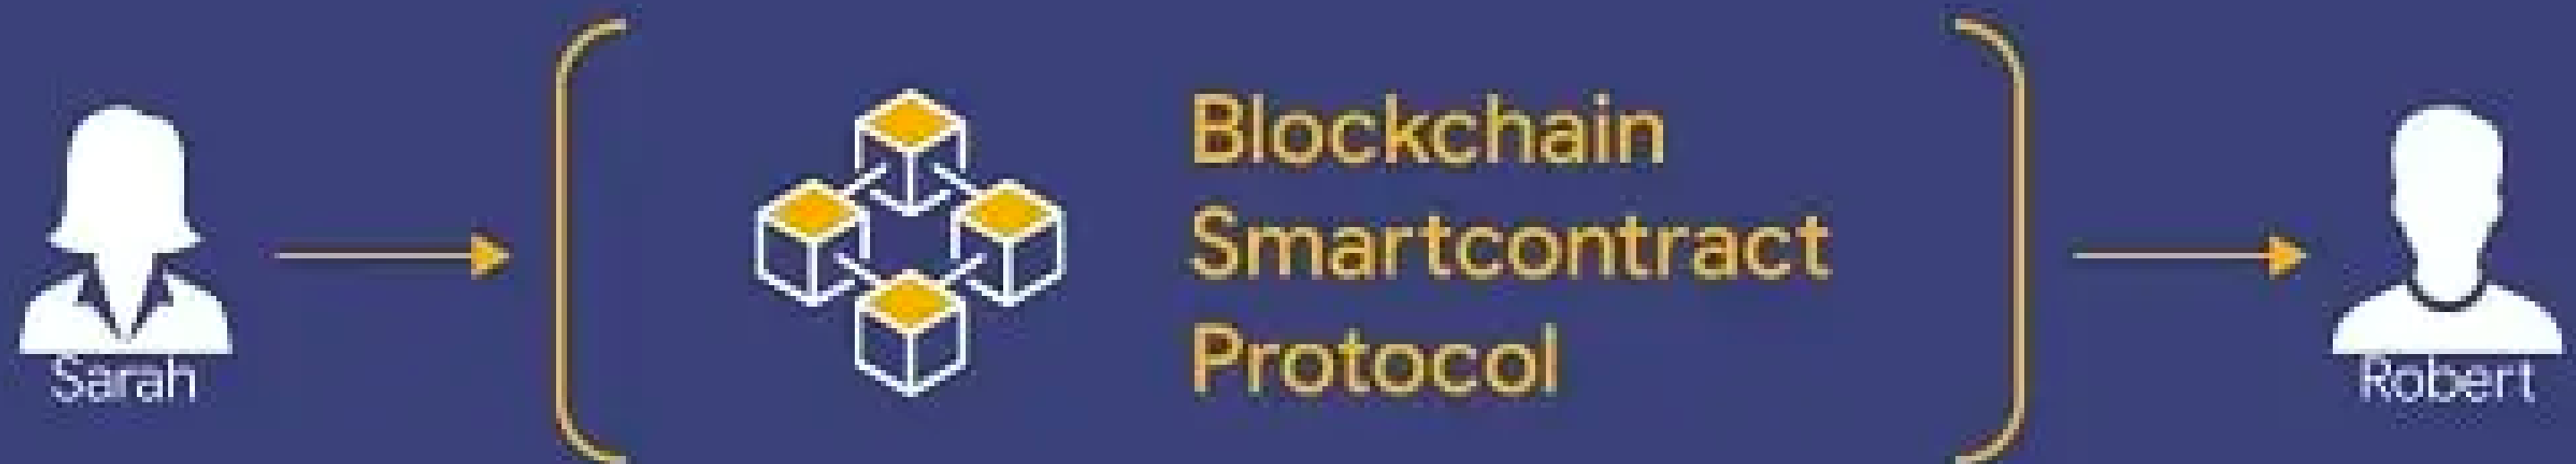 Sarah
Blockchain
Smartcontract
Protocol
Robert